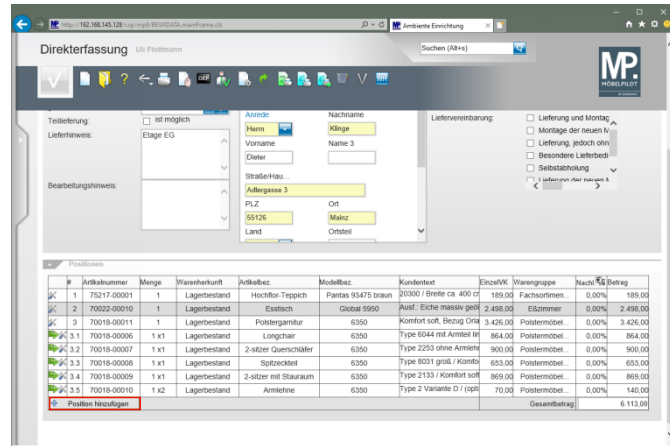 http://192.168.145.128/csp/mpli/BEWIDATA.mainFrame.cls
Ambiente Einrichtung
Direkterfassung Uli Flottmann
Suchen (Alt+s)
MP
MÖBELPILOT
DEF
Teillieferung: ist möglich
Lieferhinweis: Etage EG
Bearbeitungshinweis:
Anrede Nachname
Herrn Klinge
Vorname Name 3
Dieter
Straße/Hau...
Adlergasse 3
PLZ Ort
55126 Mainz
Land Ortsteil
Liefervereinbarung:
Lieferung und Montag
Montage der neuen M
Lieferung, jedoch ohn
Besondere Lieferbedi
Selbstabholung
Lieferung der neuen M
Positionen
# Artikelnummer Menge Warenherkunft Artikelbez. Modellbez. Kundentext EinzelVK Warengruppe Nachl. Betrag
1 75217-00001 1 Lagerbestand Hochflor-Teppich Pantas 93475 braun 20300 / Breite ca. 400 cr 189,00 Fachsortimen... 0,00% 189,00
2 70022-00010 1 Lagerbestand Esstisch Global 5950 Ausf.: Eiche massiv geöl 2.498,00 Eßzimmer 0,00% 2.498,00
3 70018-00011 1 Lagerbestand Polstergarnitur 6350 Komfort soft, Bezug Orla 3.426,00 Polstermöbel... 0,00% 3.426,00
3.1 70018-00006 1 x1 Lagerbestand Longchair 6350 Type 6044 mit Armteil lin 864,00 Polstermöbel... 0,00% 864,00
3.2 70018-00007 1 x1 Lagerbestand 2-sitzer Querschläfer 6350 Type 2253 ohne Armlehn 900,00 Polstermöbel... 0,00% 900,00
3.3 70018-00008 1 x1 Lagerbestand Spitzeckteil 6350 Type 8031 groß / Komfo 653,00 Polstermöbel... 0,00% 653,00
3.4 70018-00009 1 x1 Lagerbestand 2-sitzer mit Stauraum 6350 Type 2133 / Komfort soft 869,00 Polstermöbel... 0,00% 869,00
3.5 70018-00010 1 x2 Lagerbestand Armlehne 6350 Type 2 Variante D / (opti 70,00 Polstermöbel... 0,00% 140,00
Position hinzufügen Gesamtbetrag: 6.113,00